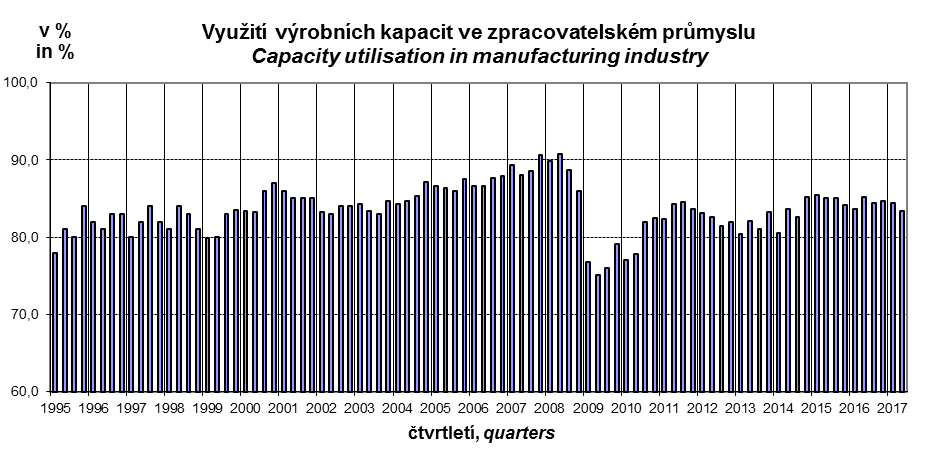 v %
in %
Využití výrobních kapacit ve zpracovatelském průmyslu
Capacity utilisation in manufacturing industry
100,0
90,0
80,0
70,0
60,0
1995 1996 1997 1998 1999 2000 2001 2002 2003 2004 2005 2006 2007 2008 2009 2010 2011 2012 2013 2014 2015 2016 2017
čtvrtletí, quarters